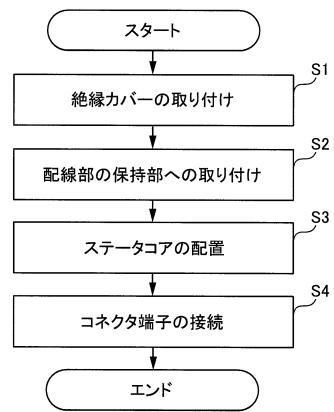 スタート
S1
絶縁カバーの取り付け
S2
配線部の保持部への取り付け
S3
ステータコアの配置
S4
コネクタ端子の接続
エンド